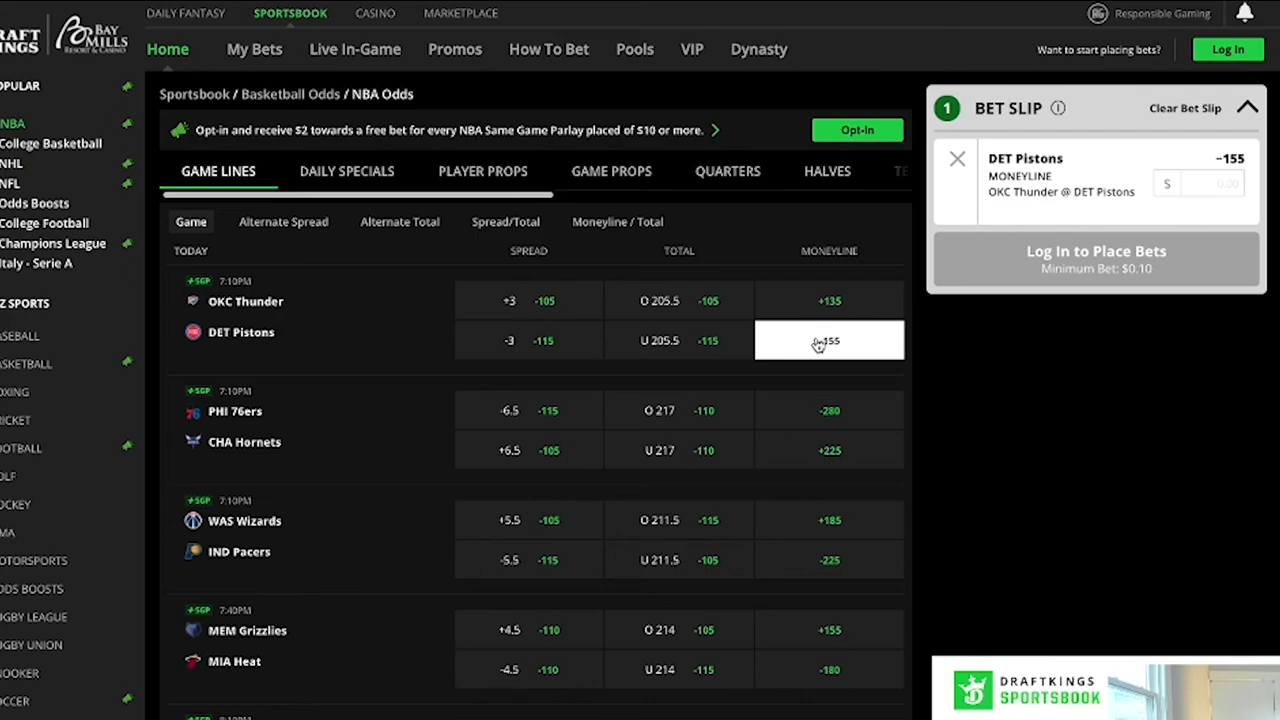 DAILY FANTASY SPORTSBOOK CASINO MARKETPLACE
RG Responsible Gaming
RAFT
NGS
BAY MILLS
RESORT & CASINO
Home My Bets Live In-Game Promos How To Bet Pools VIP Dynasty
Want to start placing bets? Log In
OPULAR
NBA
College Basketball
NHL
NFL
Odds Boosts
College Football
Champions League
Italy - Serie A
Z SPORTS
ASEBALL
ASKETBALL
OXING
RICKET
OOTBALL
OLF
OCKEY
MA
OTORSPORTS
DDS BOOSTS
UGBY LEAGUE
UGBY UNION
NOOKER
OCCER
Sportsbook / Basketball Odds / NBA Odds
Opt-in and receive $2 towards a free bet for every NBA Same Game Parlay placed of $10 or more.
Opt-In
GAME LINES DAILY SPECIALS PLAYER PROPS GAME PROPS QUARTERS HALVES TE
Game Alternate Spread Alternate Total Spread/Total Moneyline / Total
TODAY SPREAD TOTAL MONEYLINE
+SGP 7:10PM
OKC Thunder +3 -105 O 205.5 -105 +135
DET Pistons -3 -115 U 205.5 -115 -155
+SGP 7:10PM
PHI 76ers -6.5 -115 O 217 -110 -280
CHA Hornets +6.5 -105 U 217 -110 +225
+SGP 7:10PM
WAS Wizards +5.5 -105 O 211.5 -115 +185
IND Pacers -5.5 -115 U 211.5 -105 -225
+SGP 7:40PM
MEM Grizzlies +4.5 -110 O 214 -105 +155
MIA Heat -4.5 -110 U 214 -115 -180
1 BET SLIP Clear Bet Slip
DET Pistons -155
MONEYLINE
OKC Thunder @ DET Pistons
$ 0.00
Log In to Place Bets
Minimum Bet: $0.10
DRAFTKINGS
SPORTSBOOK